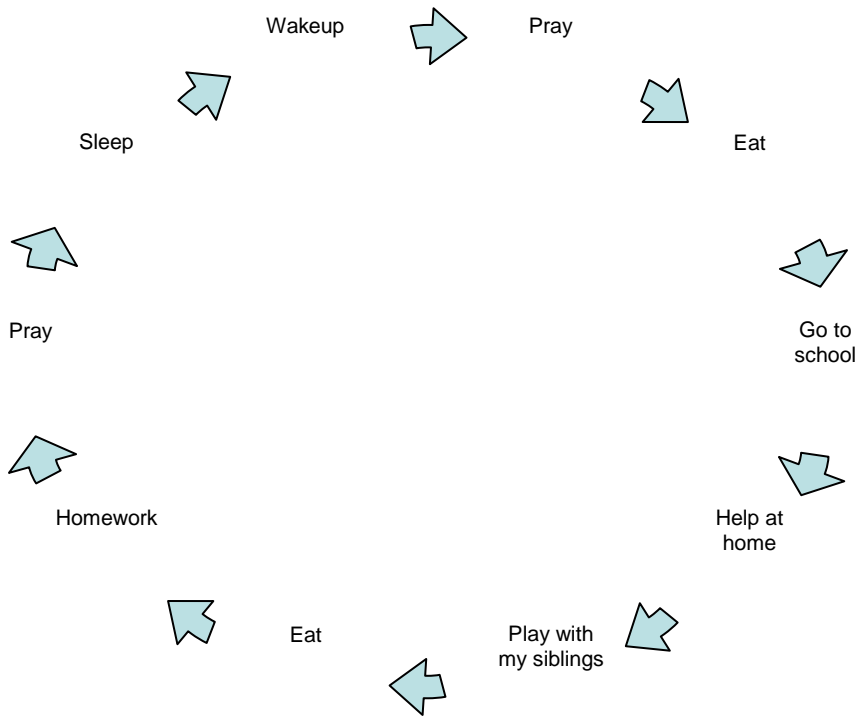 Wakeup
Pray
Eat
Go to
school
Help at
home
Play with
my siblings
Eat
Homework
Pray
Sleep